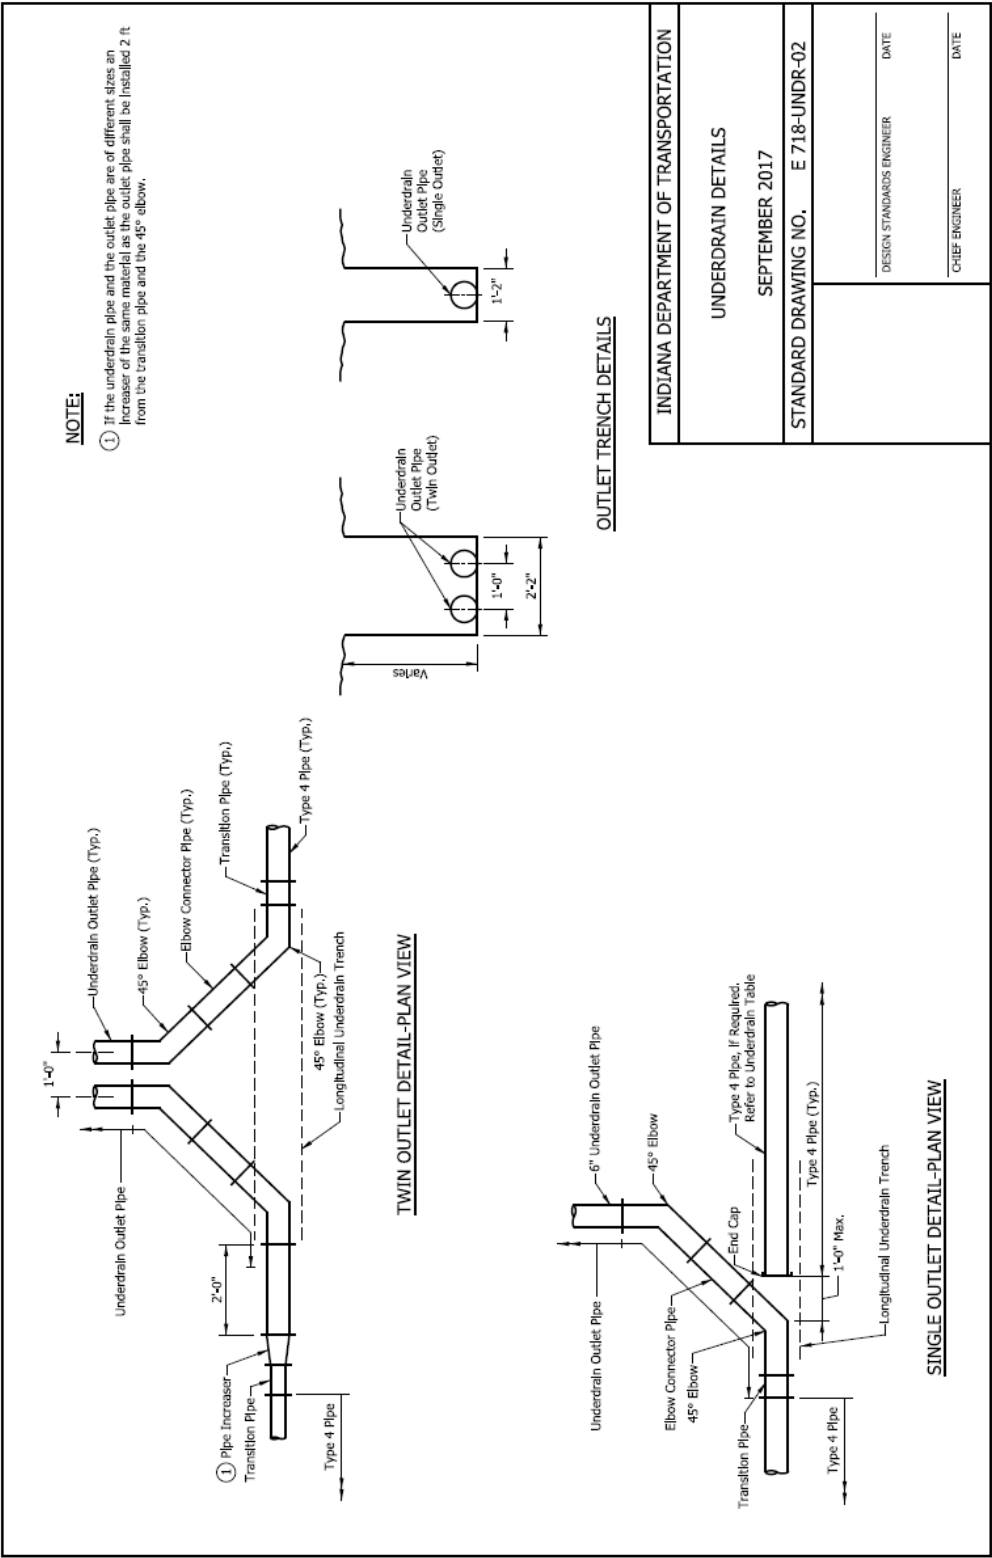 1'-0"
Underdrain Outlet Pipe (Typ.)
45° Elbow (Typ.)
Elbow Connector Pipe (Typ.)
Transition Pipe (Typ.)
Type 4 Pipe (Typ.)
Underdrain Outlet Pipe
2'-0"
1 Pipe Increaser
Transition Pipe
Type 4 Pipe
45° Elbow (Typ.)
Longitudinal Underdrain Trench
TWIN OUTLET DETAIL-PLAN VIEW
NOTE:
1 If the underdrain pipe and the outlet pipe are of different sizes an
increaser of the same material as the outlet pipe shall be installed 2 ft
from the transition pipe and the 45° elbow.
Varies
Underdrain
Outlet Pipe
(Twin Outlet)
1'-0"
2'-2"
Underdrain
Outlet Pipe
(Single Outlet)
1'-2"
OUTLET TRENCH DETAILS
Underdrain Outlet Pipe
6" Underdrain Outlet Pipe
45° Elbow
Elbow Connector Pipe
45° Elbow
End Cap
Type 4 Pipe, If Required.
Refer to Underdrain Table
Transition Pipe
Type 4 Pipe
Type 4 Pipe (Typ.)
1'-0" Max.
Longitudinal Underdrain Trench
SINGLE OUTLET DETAIL-PLAN VIEW
INDIANA DEPARTMENT OF TRANSPORTATION
UNDERDRAIN DETAILS
SEPTEMBER 2017
STANDARD DRAWING NO. E 718-UNDR-02
DESIGN STANDARDS ENGINEER DATE
CHIEF ENGINEER DATE